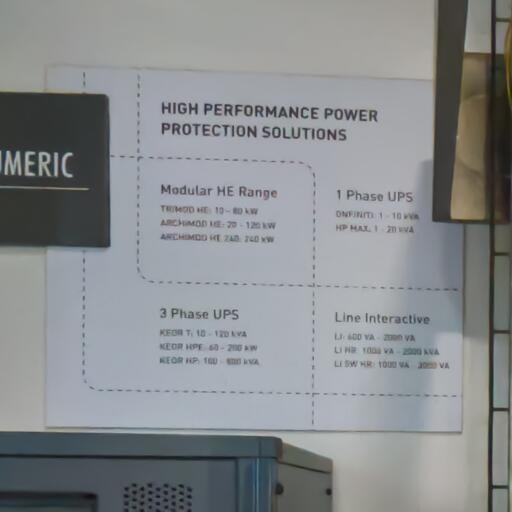 UMERIC
HIGH PERFORMANCE POWER
PROTECTION SOLUTIONS
Modular HE Range
TRIMOD HE: 10 - 80 kW
ARCHIMOD HE: 20 - 120 kW
ARCHIMOD HE 240: 240 kW
1 Phase UPS
ONFINITI: 1 - 10 kVA
HP MAX: 1 - 20 kVA
3 Phase UPS
KEOR T: 10 - 120 kVA
KEOR HPE: 60 - 200 kW
KEOR HP: 100 - 800 kVA
Line Interactive
LI: 600 VA - 2000 VA
LI HR: 1000 VA - 2000 kVA
LI SW HR: 1000 VA - 3000 VA